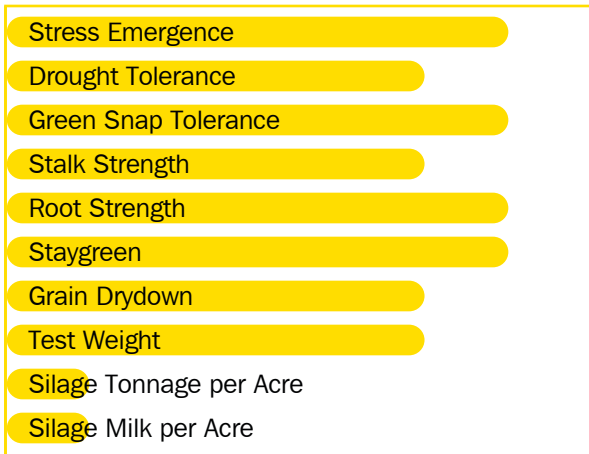 Stress Emergence
Drought Tolerance
Green Snap Tolerance
Stalk Strength
Root Strength
Staygreen
Grain Drydown
Test Weight
Silage Tonnage per Acre
Silage Milk per Acre